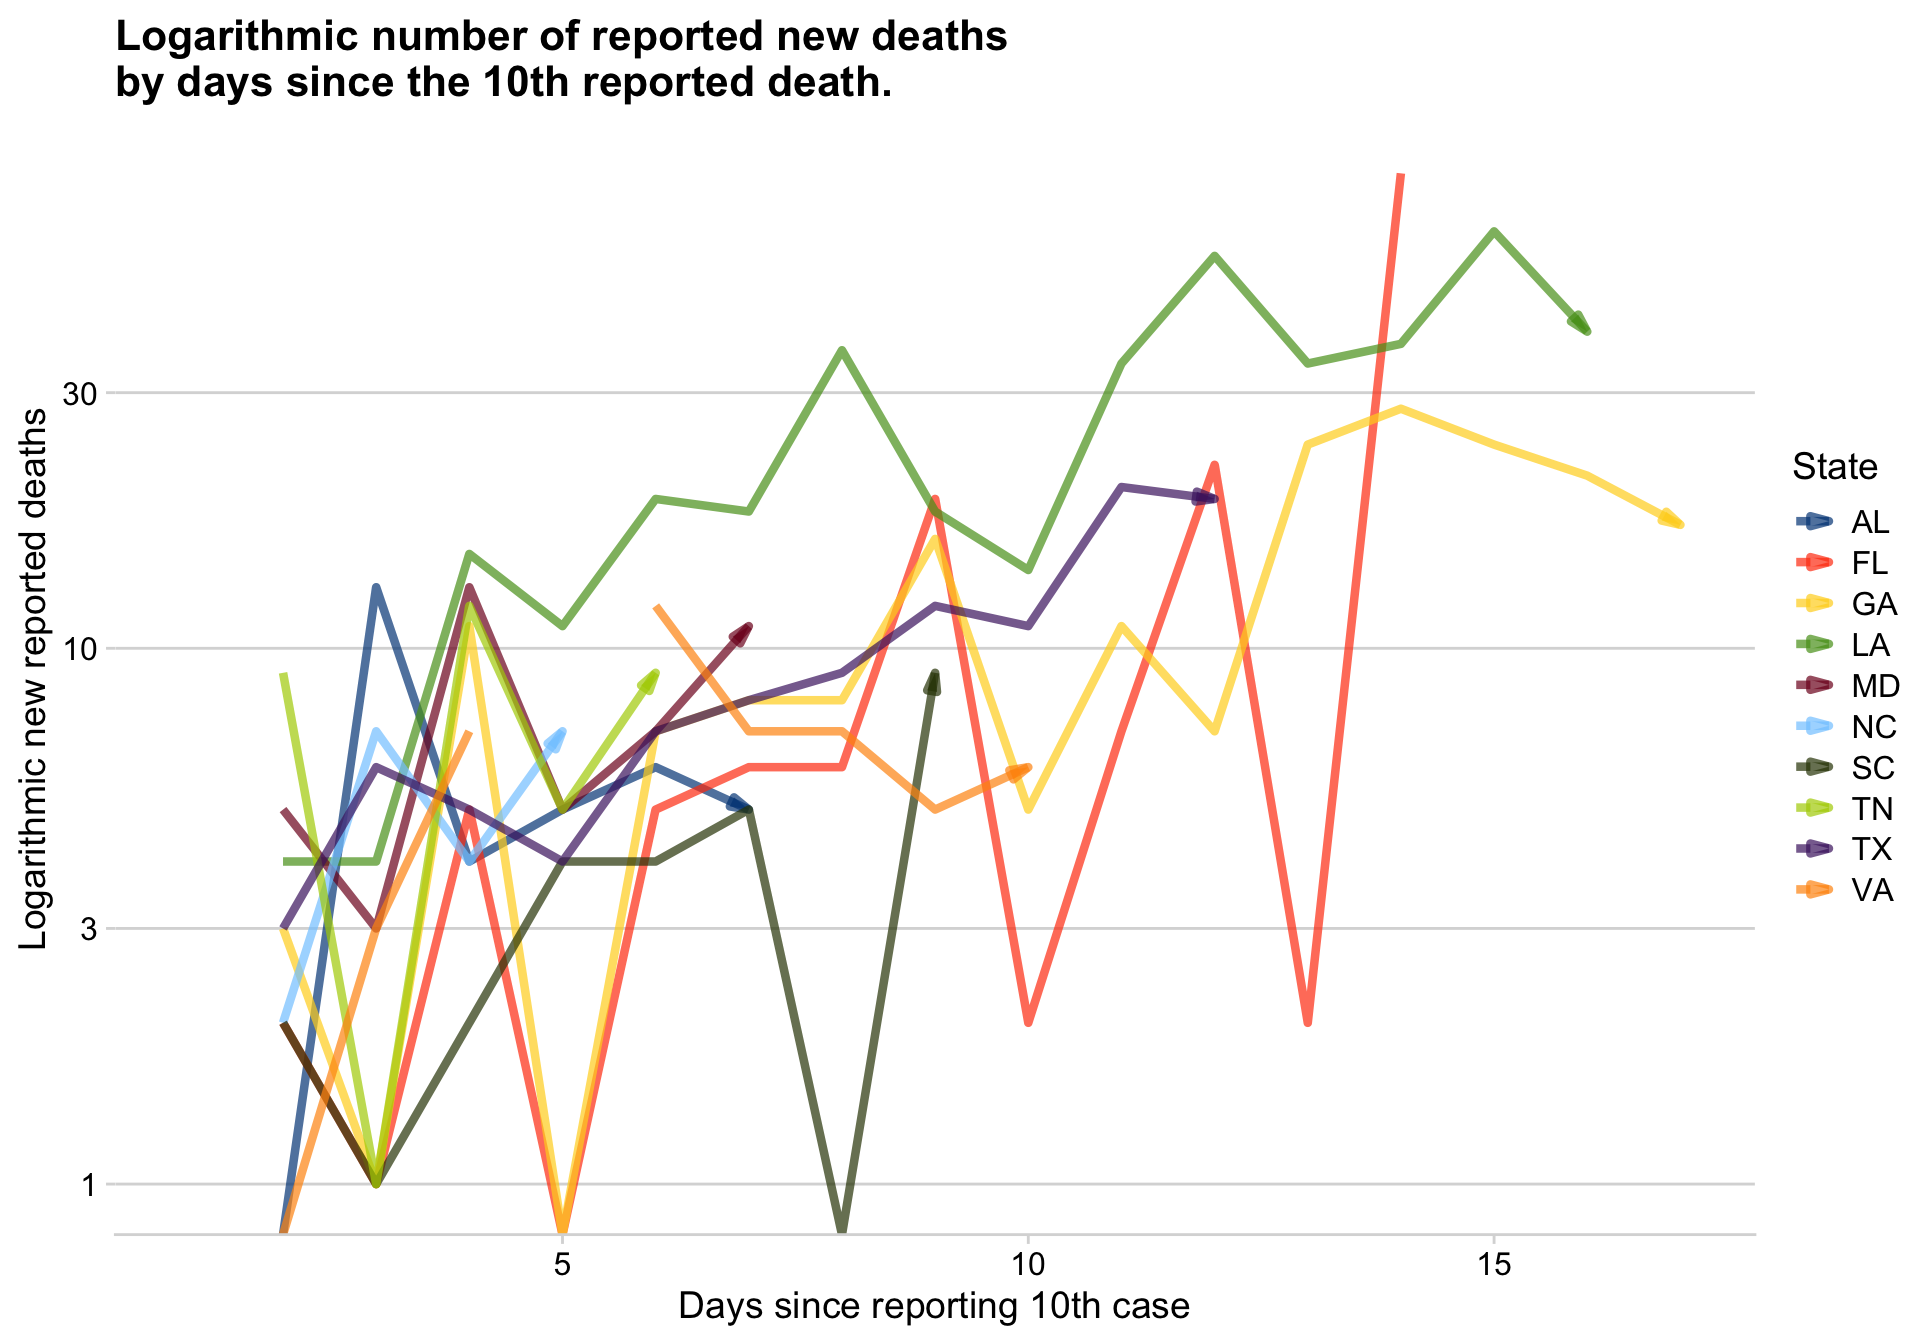 Logarithmic number of reported new deaths
by days since the 10th reported death.
Logarithmic new reported deaths
30
10
3
1
5
10
15
Days since reporting 10th case
State
AL
FL
GA
LA
MD
NC
SC
TN
TX
VA